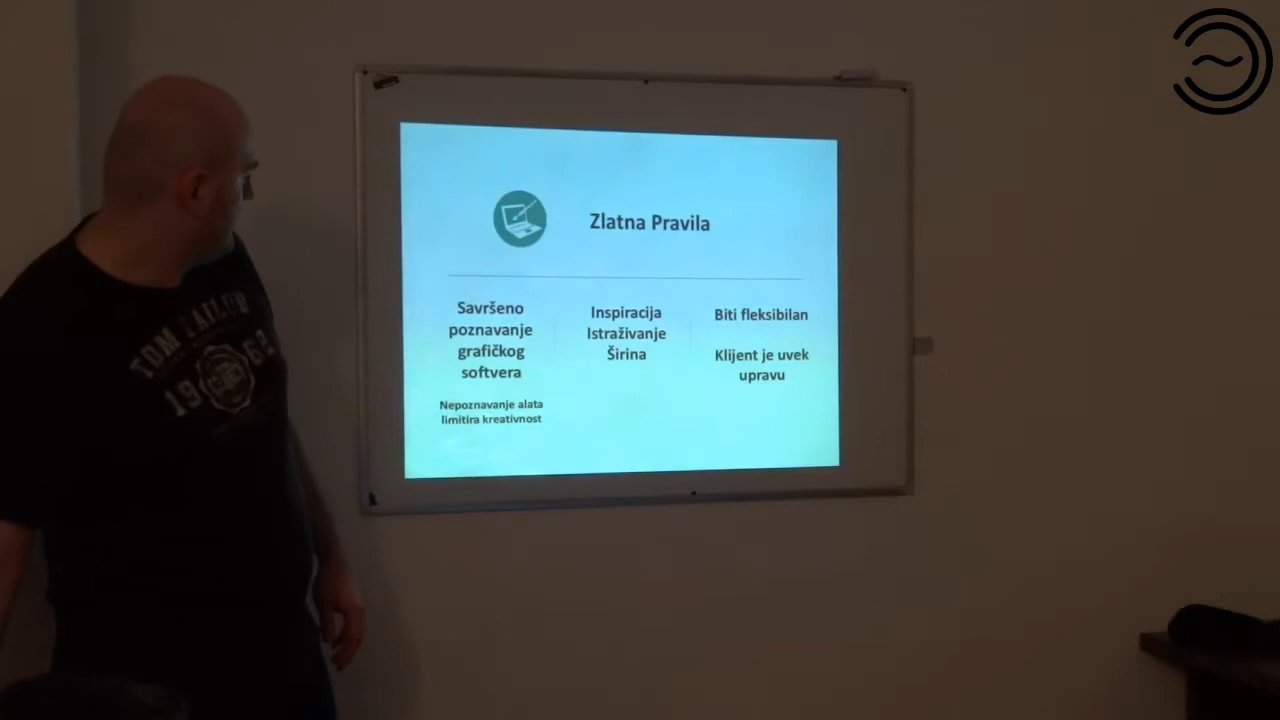 Zlatna Pravila
Savršeno
poznavanje
grafičkog
softvera
Nepoznavanje alata
limitira kreativnost
Inspiracija
Istraživanje
Širina
Biti fleksibilan
Klijent je uvek
upravu
TOM TAILOR
19 62